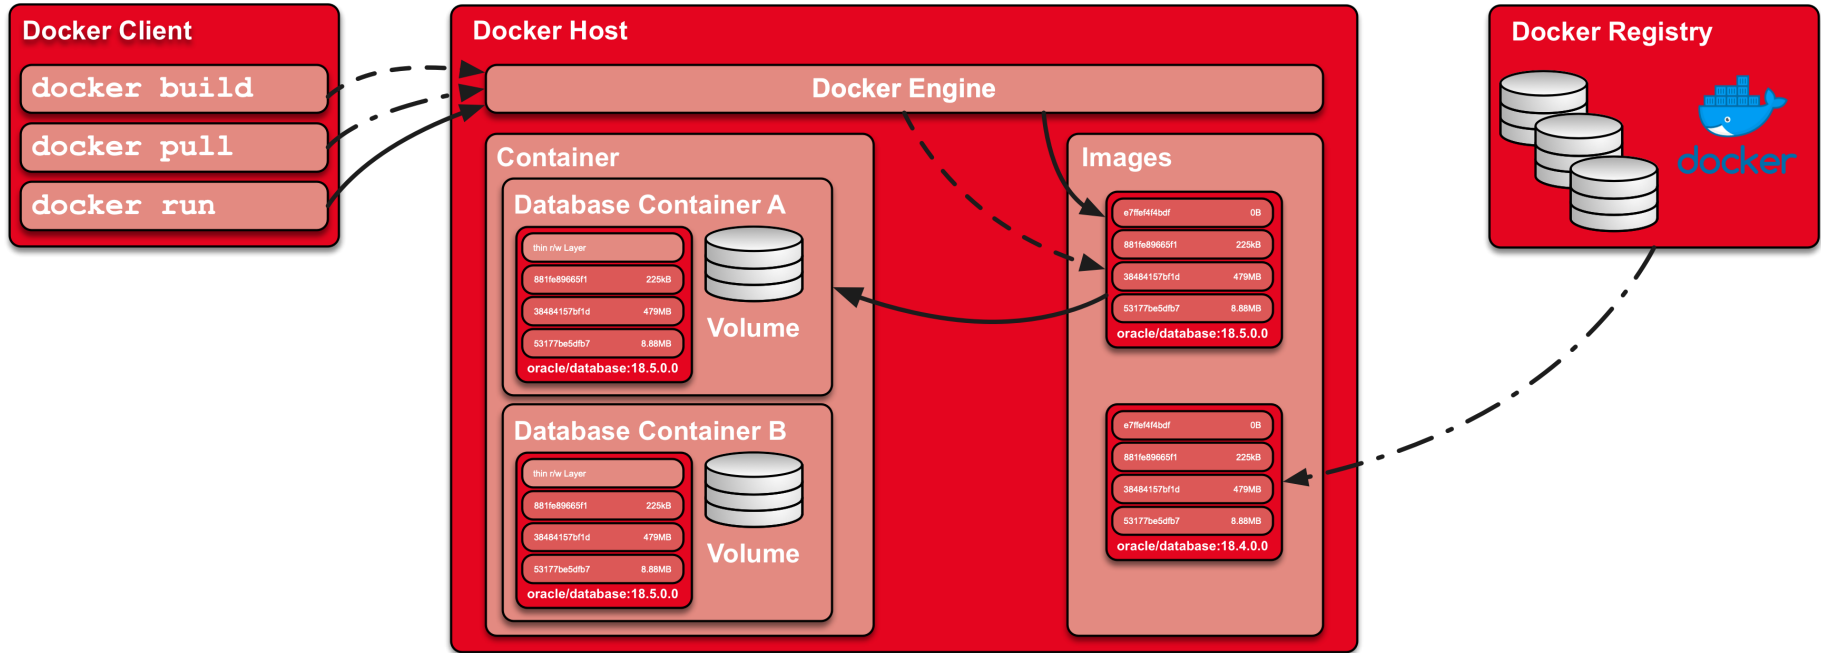 Docker Client
docker build
docker pull
docker run
Docker Host
Docker Engine
Container
Database Container A
thin r/w Layer
881fe89665f1 225kB
38484157bf1d 479MB
53177be5dfb7 8.88MB
oracle/database:18.5.0.0
Volume
Database Container B
thin r/w Layer
881fe89665f1 225kB
38484157bf1d 479MB
53177be5dfb7 8.88MB
oracle/database:18.5.0.0
Volume
Images
e7ffef4f4bdf 0B
881fe89665f1 225kB
38484157bf1d 479MB
53177be5dfb7 8.88MB
oracle/database:18.5.0.0
e7ffef4f4bdf 0B
881fe89665f1 225kB
38484157bf1d 479MB
53177be5dfb7 8.88MB
oracle/database:18.4.0.0
Docker Registry
docker